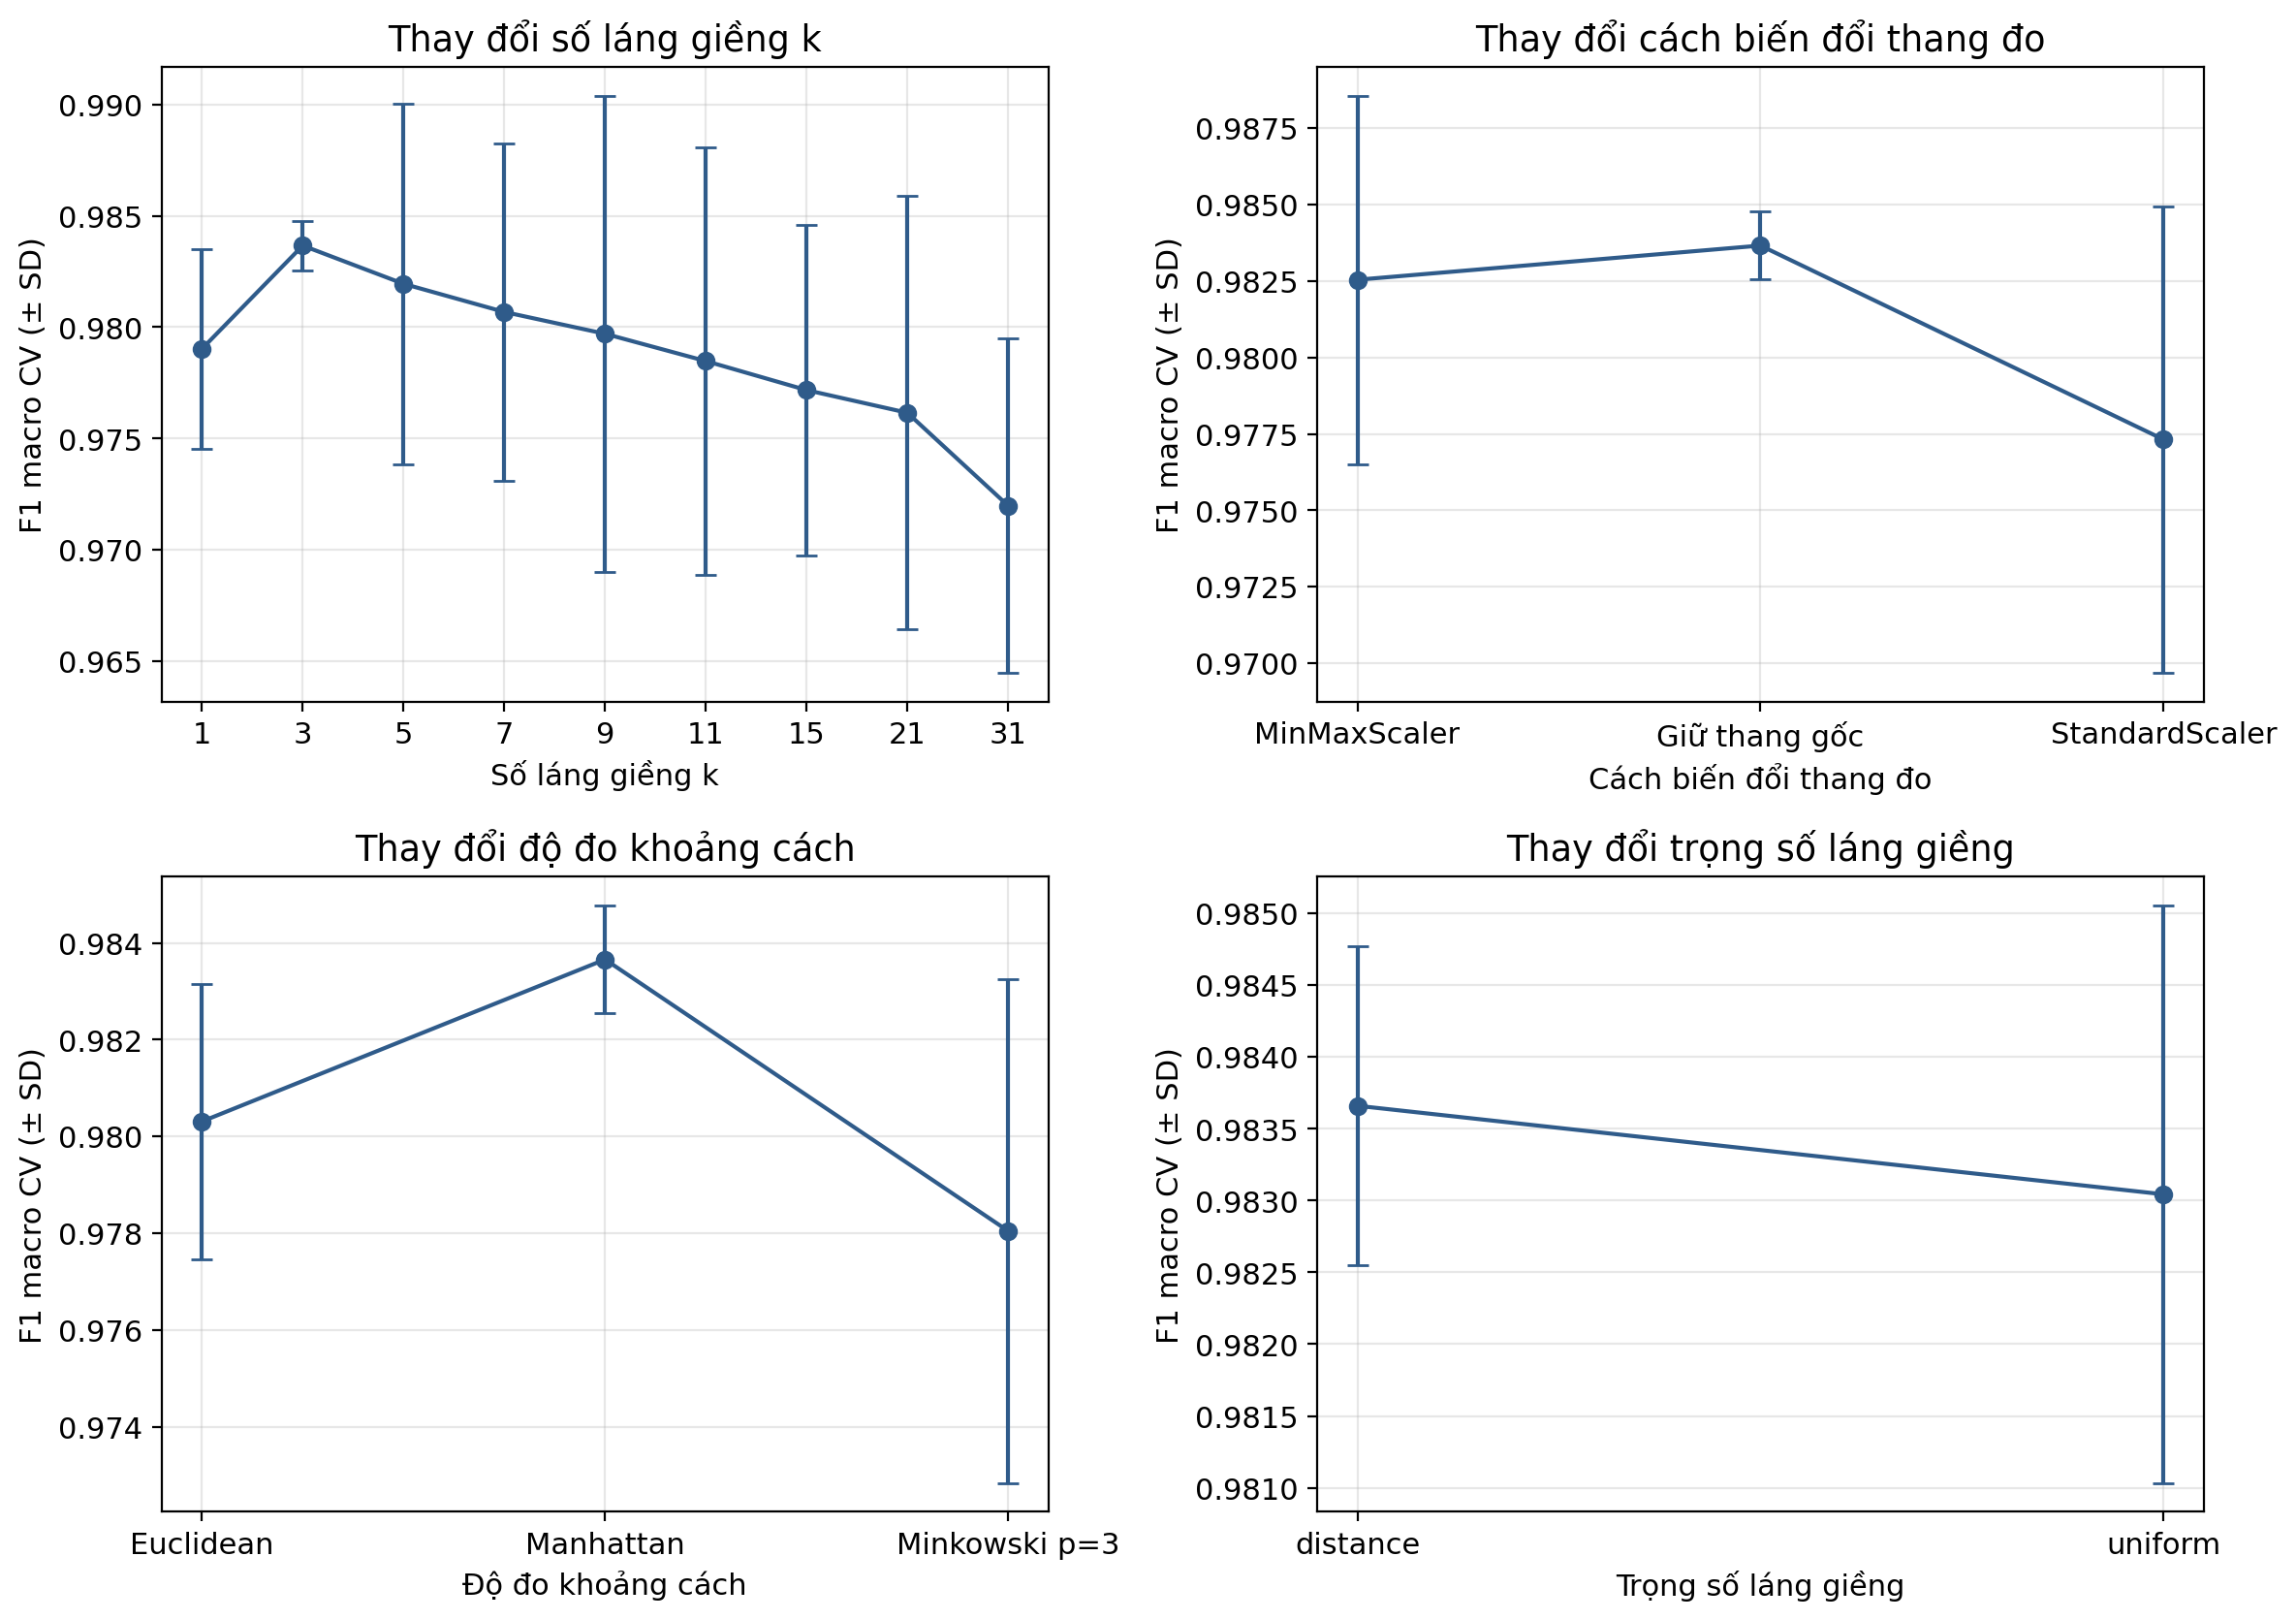 Thay đổi số láng giềng k
F1 macro CV (± SD)
0.990
0.985
0.980
0.975
0.970
0.965
1 3 5 7 9 11 15 21 31
Số láng giềng k
Thay đổi cách biến đổi thang đo
F1 macro CV (± SD)
0.9875
0.9850
0.9825
0.9800
0.9775
0.9750
0.9725
0.9700
MinMaxScaler Giữ thang gốc StandardScaler
Cách biến đổi thang đo
Thay đổi độ đo khoảng cách
F1 macro CV (± SD)
0.984
0.982
0.980
0.978
0.976
0.974
Euclidean Manhattan Minkowski p=3
Độ đo khoảng cách
Thay đổi trọng số láng giềng
F1 macro CV (± SD)
0.9850
0.9845
0.9840
0.9835
0.9830
0.9825
0.9820
0.9815
0.9810
distance uniform
Trọng số láng giềng